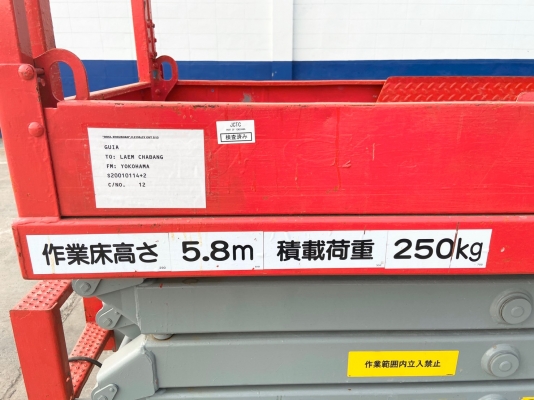 GUIA
TO: LAEM CHABANG
FM: YOKOHAMA
S20010114+2
C/NO. 12
JCTC
検査済み
作業床高さ 5.8m 積載荷重 250kg
作業範囲内立入禁止